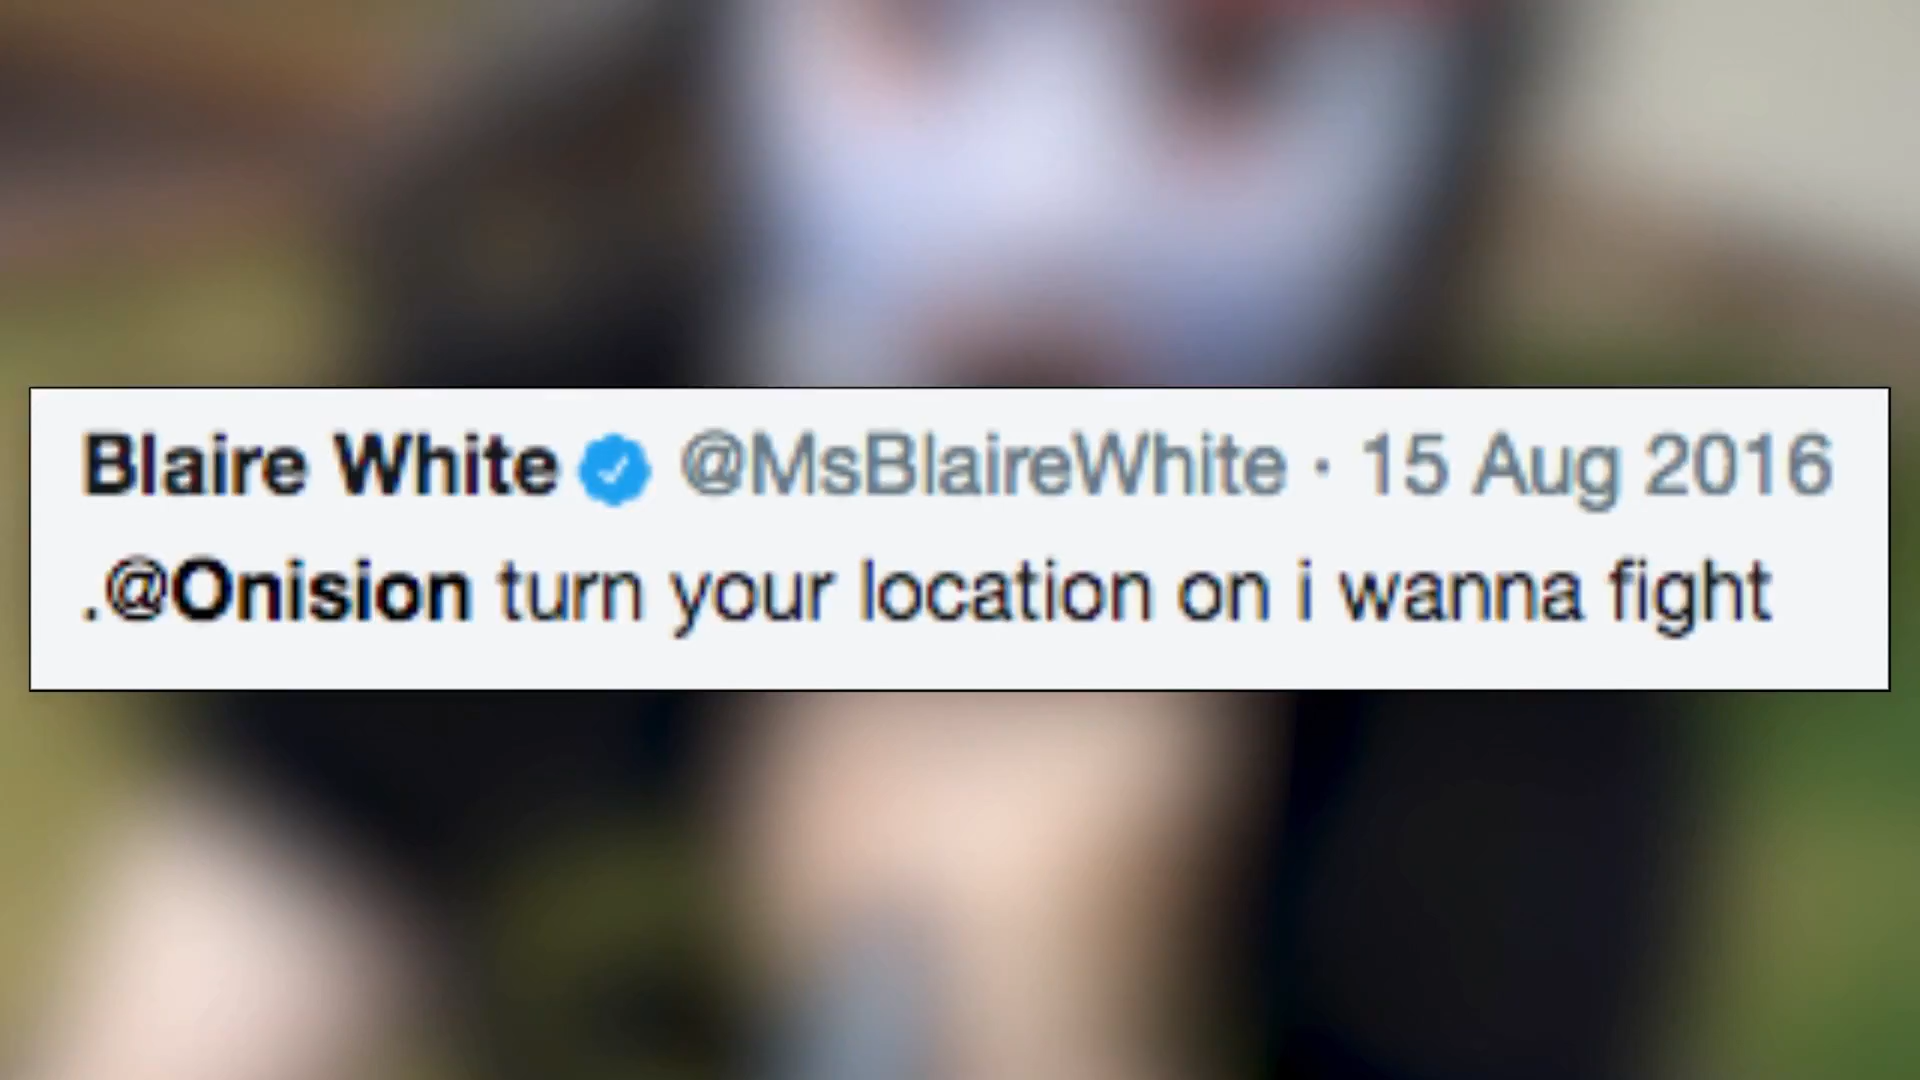 Blaire White @MsBlaireWhite · 15 Aug 2016
.@Onision turn your location on i wanna fight